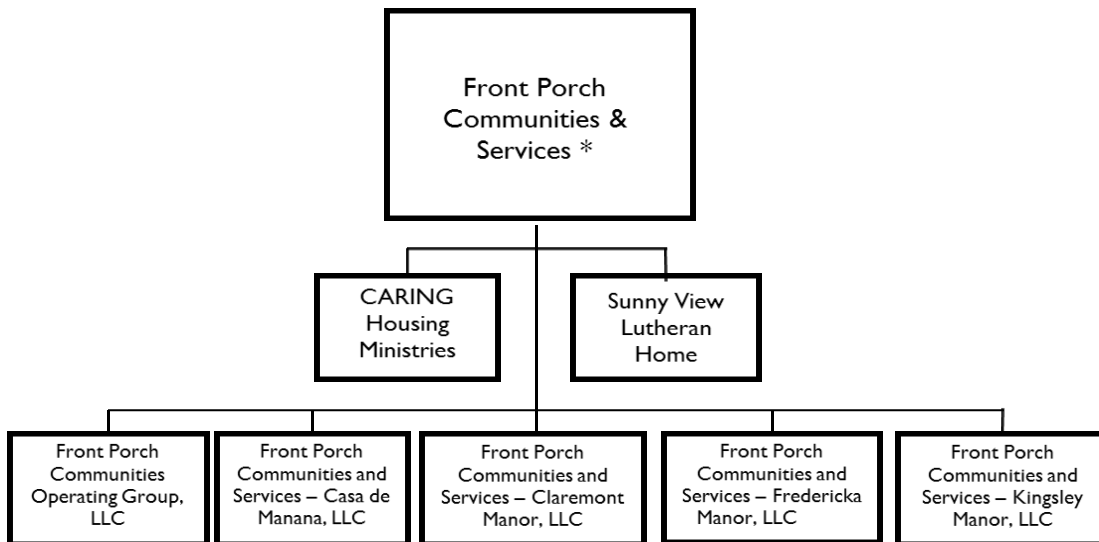 Front Porch
Communities &
Services *
CARING
Housing
Ministries
Sunny View
Lutheran
Home
Front Porch
Communities
Operating Group,
LLC
Front Porch
Communities and
Services – Casa de
Manana, LLC
Front Porch
Communities and
Services – Claremont
Manor, LLC
Front Porch
Communities and
Services – Fredericka
Manor, LLC
Front Porch
Communities and
Services – Kingsley
Manor, LLC